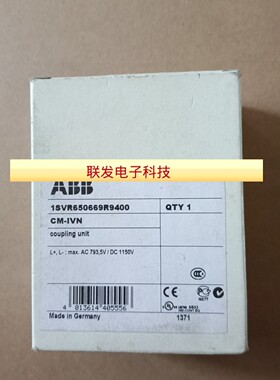 ABB
联发电子科技
1SVR650669R9400
QTY 1
CM-IVN
coupling unit
L+, L- : max. AC 793,5V / DC 1150V
4 013614 405556
Made in Germany
1371